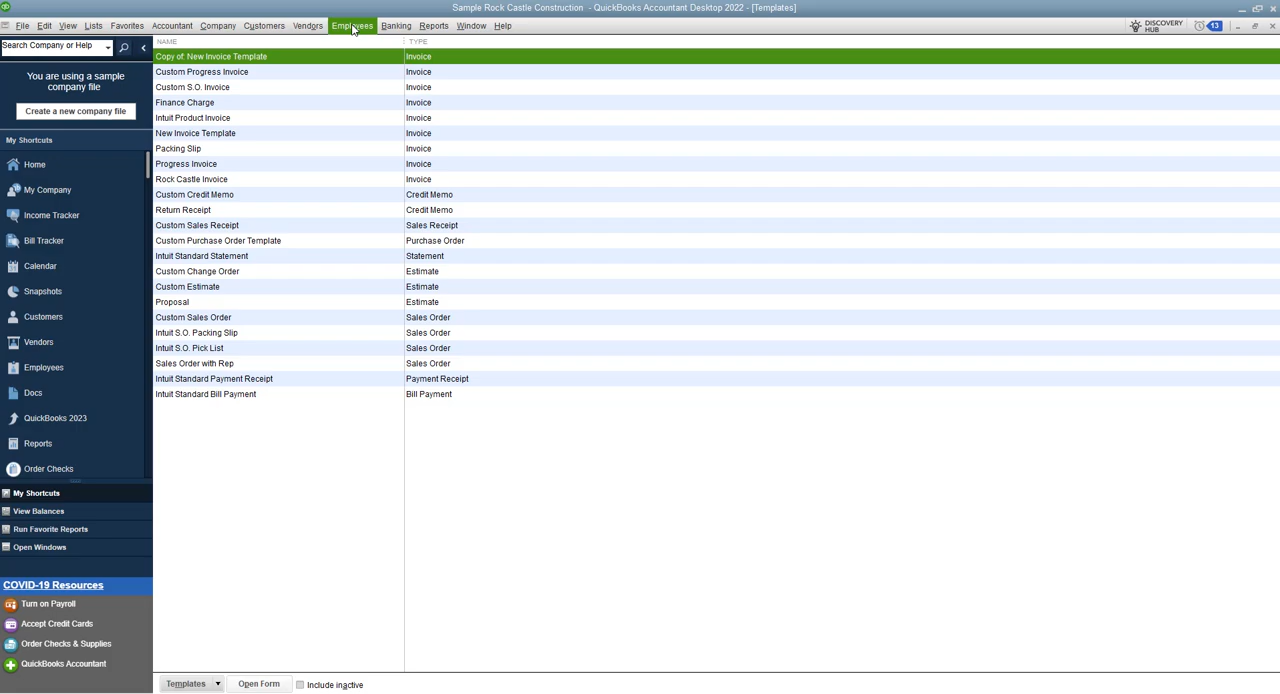 Sample Rock Castle Construction - QuickBooks Accountant Desktop 2022 - [Templates]
File Edit View Lists Favorites Accountant Company Customers Vendors Employees Banking Reports Window Help
DISCOVERY HUB 13
Search Company or Help
You are using a sample
company file
Create a new company file
My Shortcuts
Home
My Company
Income Tracker
Bill Tracker
Calendar
Snapshots
Customers
Vendors
Employees
Docs
QuickBooks 2023
Reports
Order Checks
My Shortcuts
View Balances
Run Favorite Reports
Open Windows
COVID-19 Resources
Turn on Payroll
Accept Credit Cards
Order Checks & Supplies
QuickBooks Accountant
NAME TYPE
Copy of: New Invoice Template Invoice
Custom Progress Invoice Invoice
Custom S.O. Invoice Invoice
Finance Charge Invoice
Intuit Product Invoice Invoice
New Invoice Template Invoice
Packing Slip Invoice
Progress Invoice Invoice
Rock Castle Invoice Invoice
Custom Credit Memo Credit Memo
Return Receipt Credit Memo
Custom Sales Receipt Sales Receipt
Custom Purchase Order Template Purchase Order
Intuit Standard Statement Statement
Custom Change Order Estimate
Custom Estimate Estimate
Proposal Estimate
Custom Sales Order Sales Order
Intuit S.O. Packing Slip Sales Order
Intuit S.O. Pick List Sales Order
Sales Order with Rep Sales Order
Intuit Standard Payment Receipt Payment Receipt
Intuit Standard Bill Payment Bill Payment
Templates Open Form Include inactive